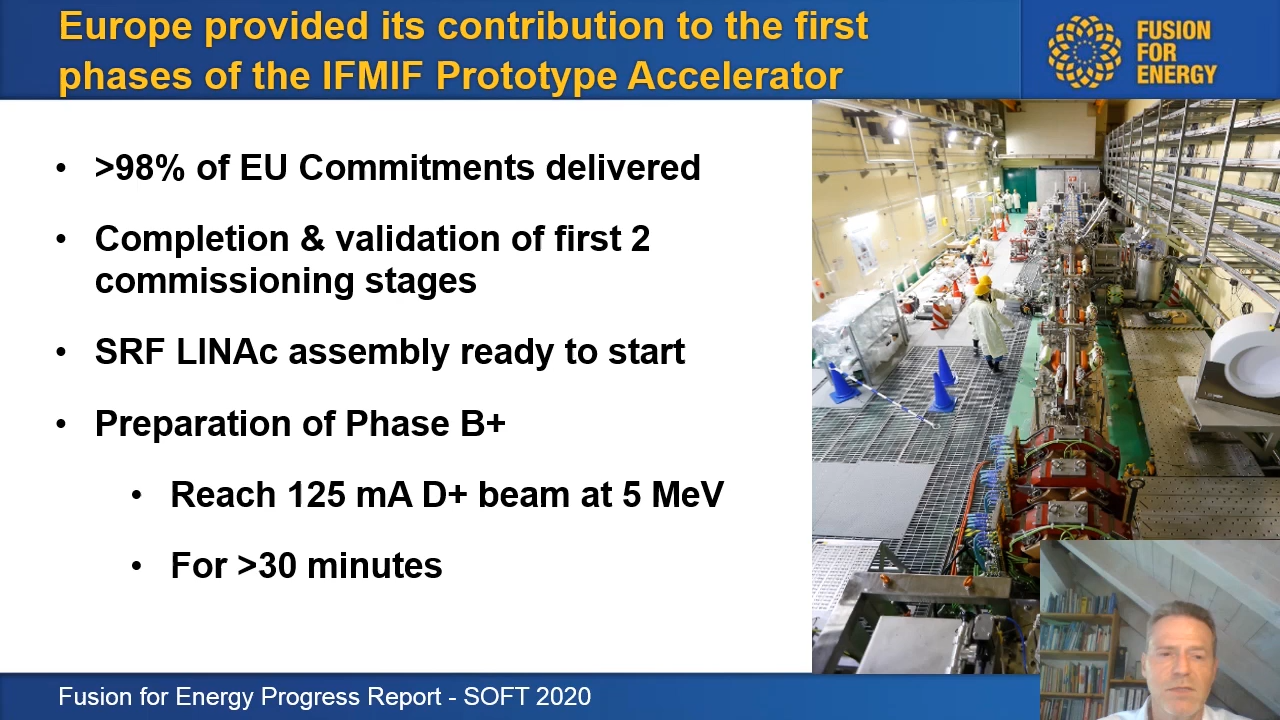 Europe provided its contribution to the first
phases of the IFMIF Prototype Accelerator
FUSION
FOR
ENERGY
• >98% of EU Commitments delivered
• Completion & validation of first 2
commissioning stages
• SRF LINAc assembly ready to start
• Preparation of Phase B+
• Reach 125 mA D+ beam at 5 MeV
• For >30 minutes
Fusion for Energy Progress Report - SOFT 2020